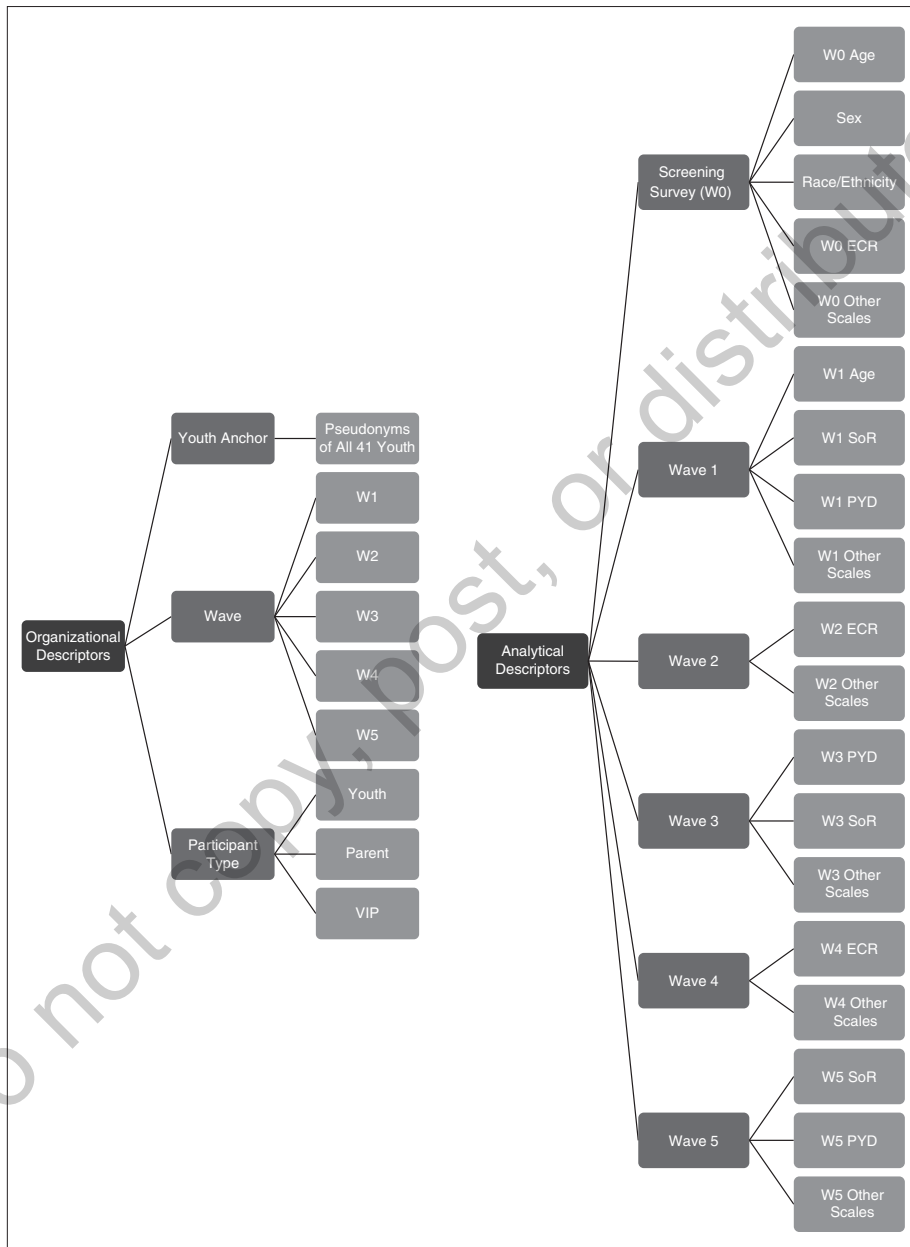 Organizational
Descriptors
Youth Anchor
Pseudonyms
of All 41 Youth
Wave
W1
W2
W3
W4
W5
Participant
Type
Youth
Parent
VIP
Analytical
Descriptors
Screening
Survey (W0)
W0 Age
Sex
Race/Ethnicity
W0 ECR
W0 Other
Scales
Wave 1
W1 Age
W1 SoR
W1 PYD
W1 Other
Scales
Wave 2
W2 ECR
W2 Other
Scales
Wave 3
W3 PYD
W3 SoR
W3 Other
Scales
Wave 4
W4 ECR
W4 Other
Scales
Wave 5
W5 SoR
W5 PYD
W5 Other
Scales
o not copy, post, or distribute